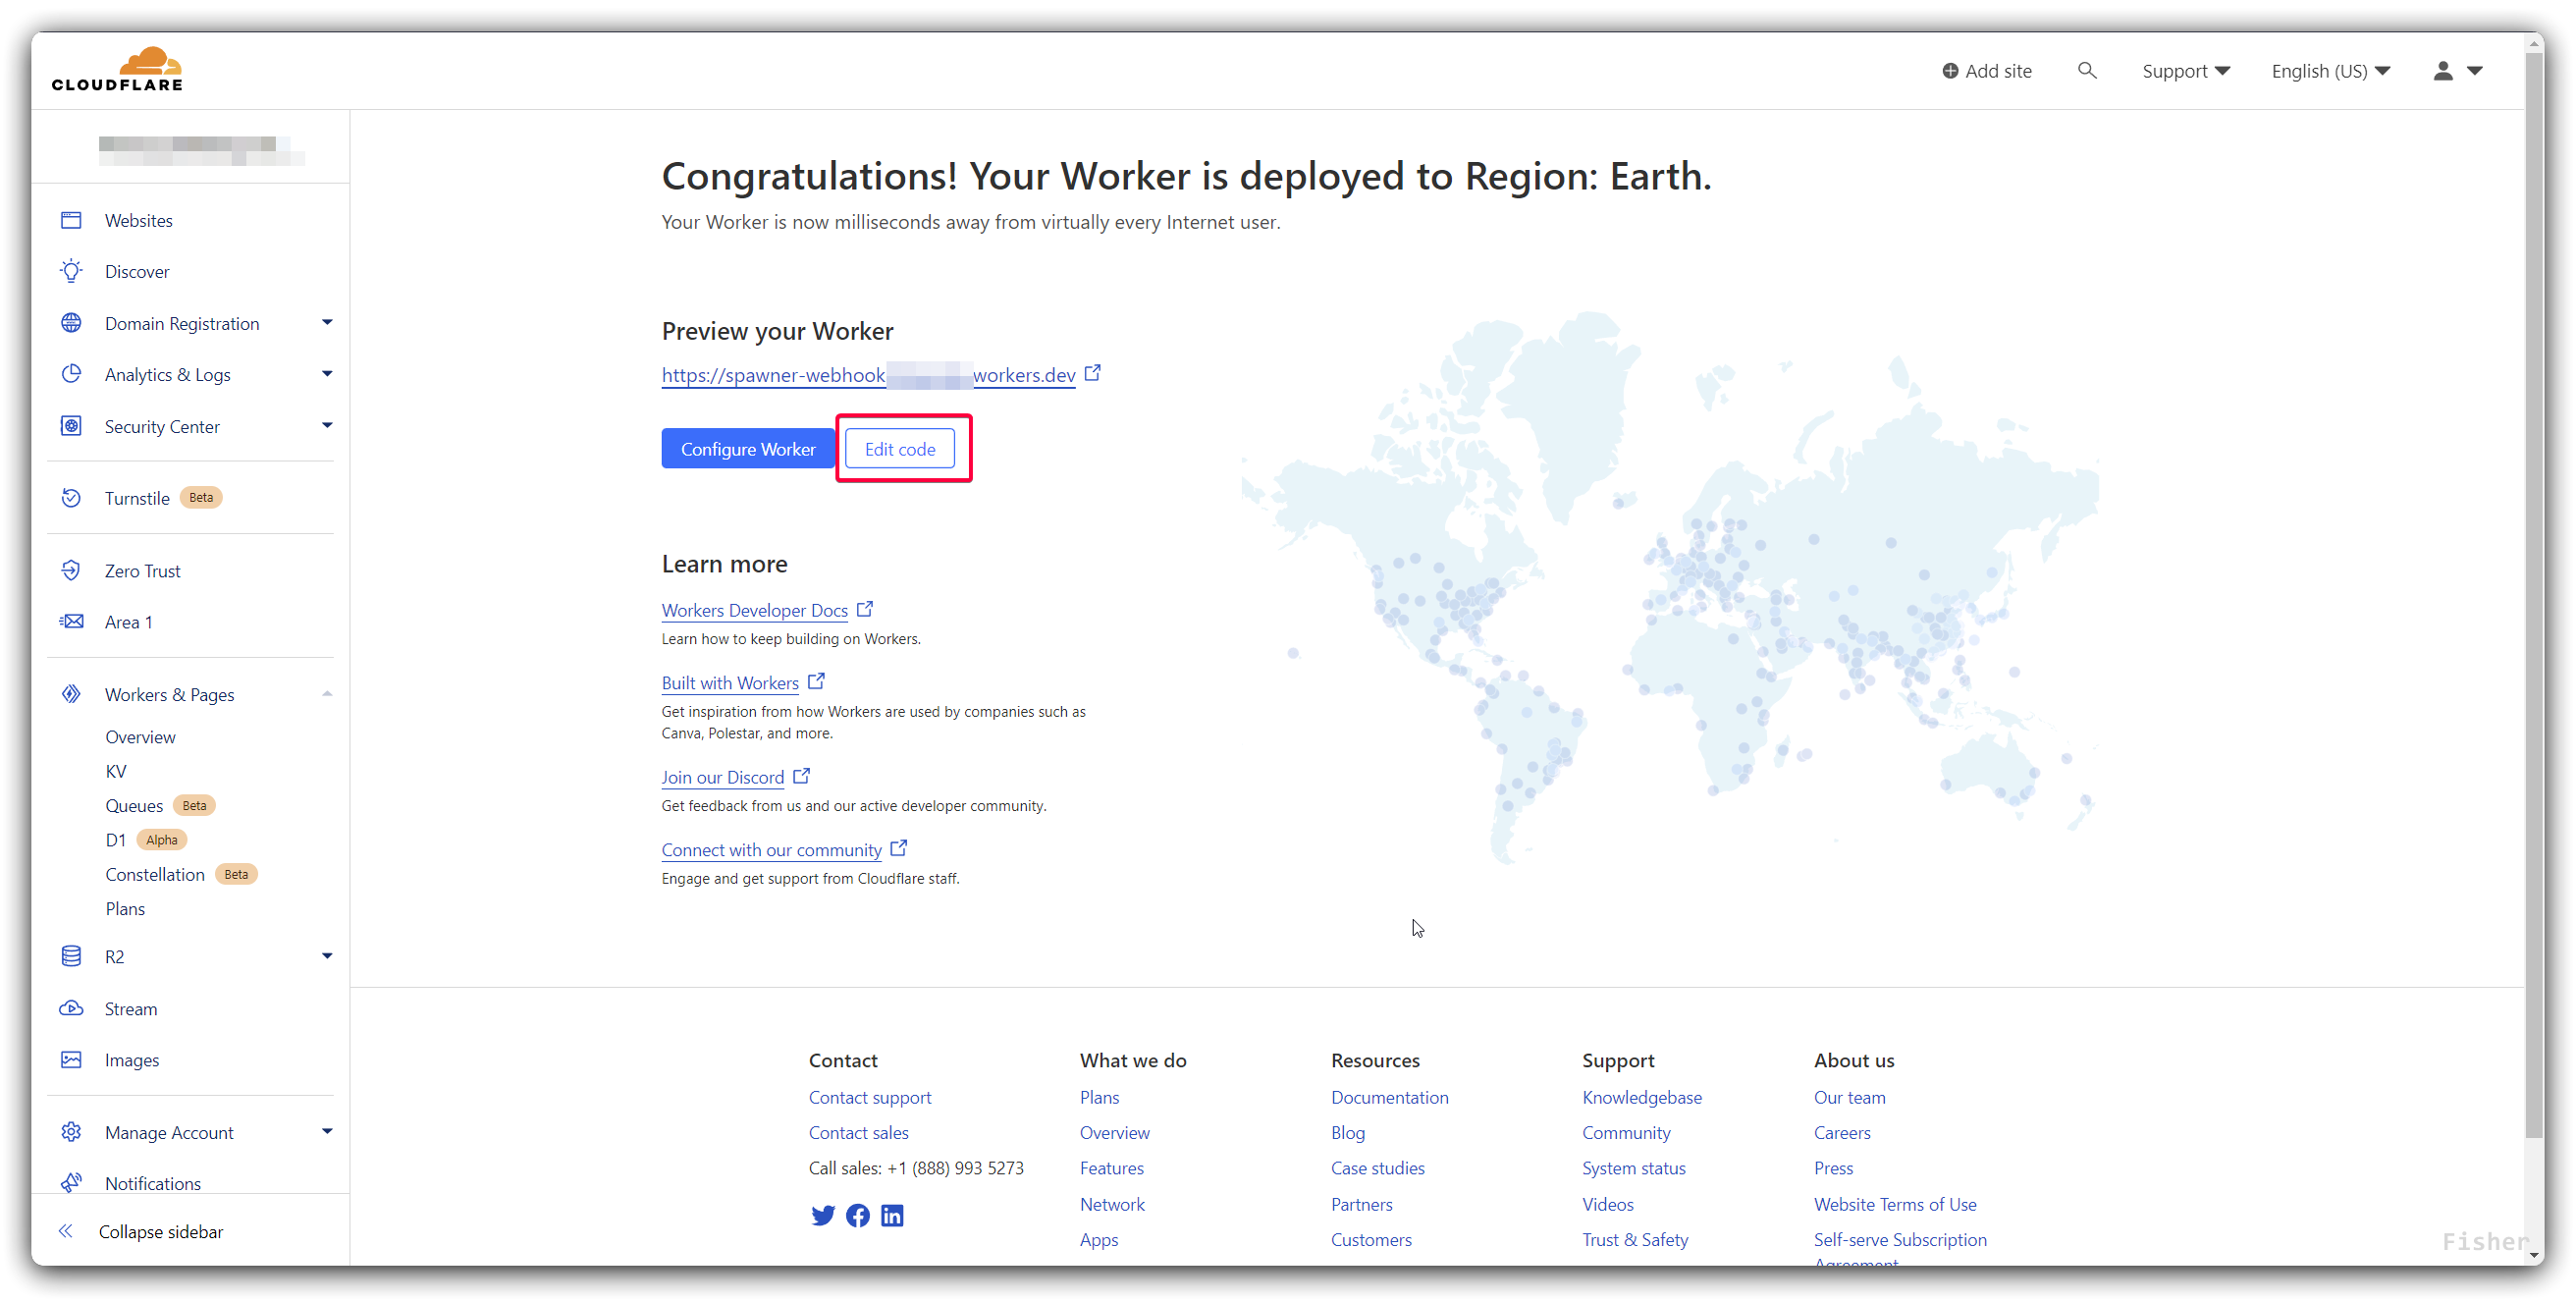 CLOUDFLARE
Add site
Support
English (US)
Websites
Discover
Domain Registration
Analytics & Logs
Security Center
Turnstile Beta
Zero Trust
Area 1
Workers & Pages
Overview
KV
Queues Beta
D1 Alpha
Constellation Beta
Plans
R2
Stream
Images
Manage Account
Notifications
Collapse sidebar
Congratulations! Your Worker is deployed to Region: Earth.
Your Worker is now milliseconds away from virtually every Internet user.
Preview your Worker
https://spawner-webhook workers.dev
Configure Worker
Edit code
Learn more
Workers Developer Docs
Learn how to keep building on Workers.
Built with Workers
Get inspiration from how Workers are used by companies such as
Canva, Polestar, and more.
Join our Discord
Get feedback from us and our active developer community.
Connect with our community
Engage and get support from Cloudflare staff.
Contact
Contact support
Contact sales
Call sales: +1 (888) 993 5273
What we do
Plans
Overview
Features
Network
Apps
Resources
Documentation
Blog
Case studies
Partners
Customers
Support
Knowledgebase
Community
System status
Videos
Trust & Safety
About us
Our team
Careers
Press
Website Terms of Use
Self-serve Subscription
Agreement
Fisher